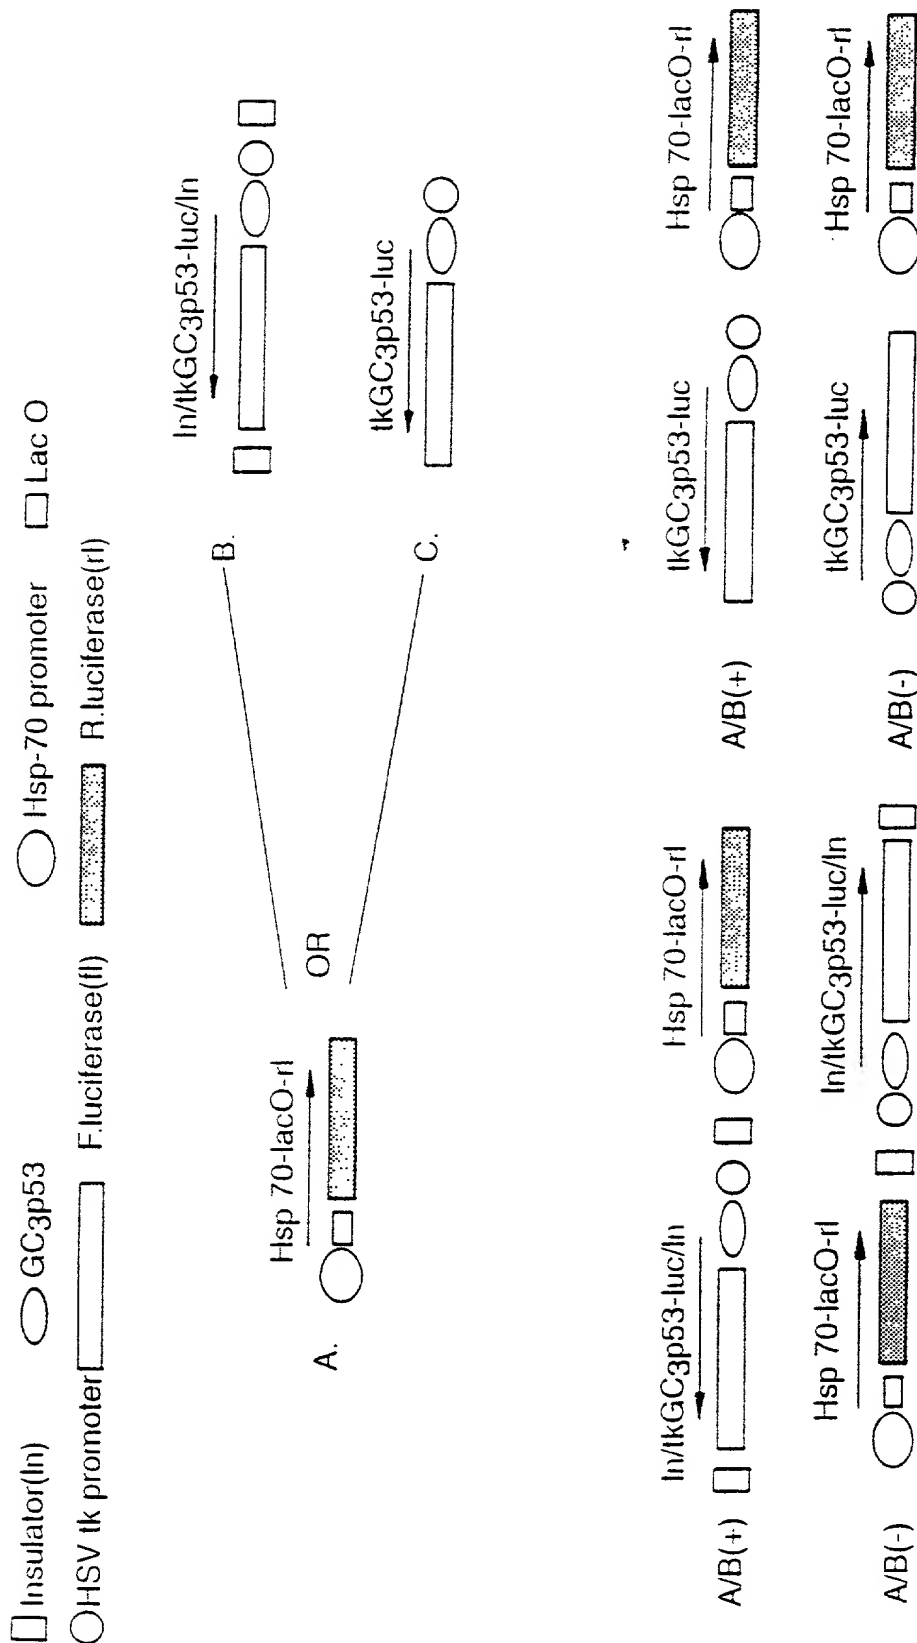 Insulator(In) GC3p53 Hsp-70 promoter Lac O
HSV tk promoter F.luciferase(fl) R.luciferase(rl)
A.
Hsp 70-lacO-rl
OR
B.
In/tkGC3p53-luc/In
C.
tkGC3p53-luc
A/B(+)
In/tkGC3p53-luc/In
Hsp 70-lacO-rl
A/B(+)
tkGC3p53-luc
Hsp 70-lacO-rl
A/B(-)
Hsp 70-lacO-rl
In/tkGC3p53-luc/In
A/B(-)
tkGC3p53-luc
Hsp 70-lacO-rl